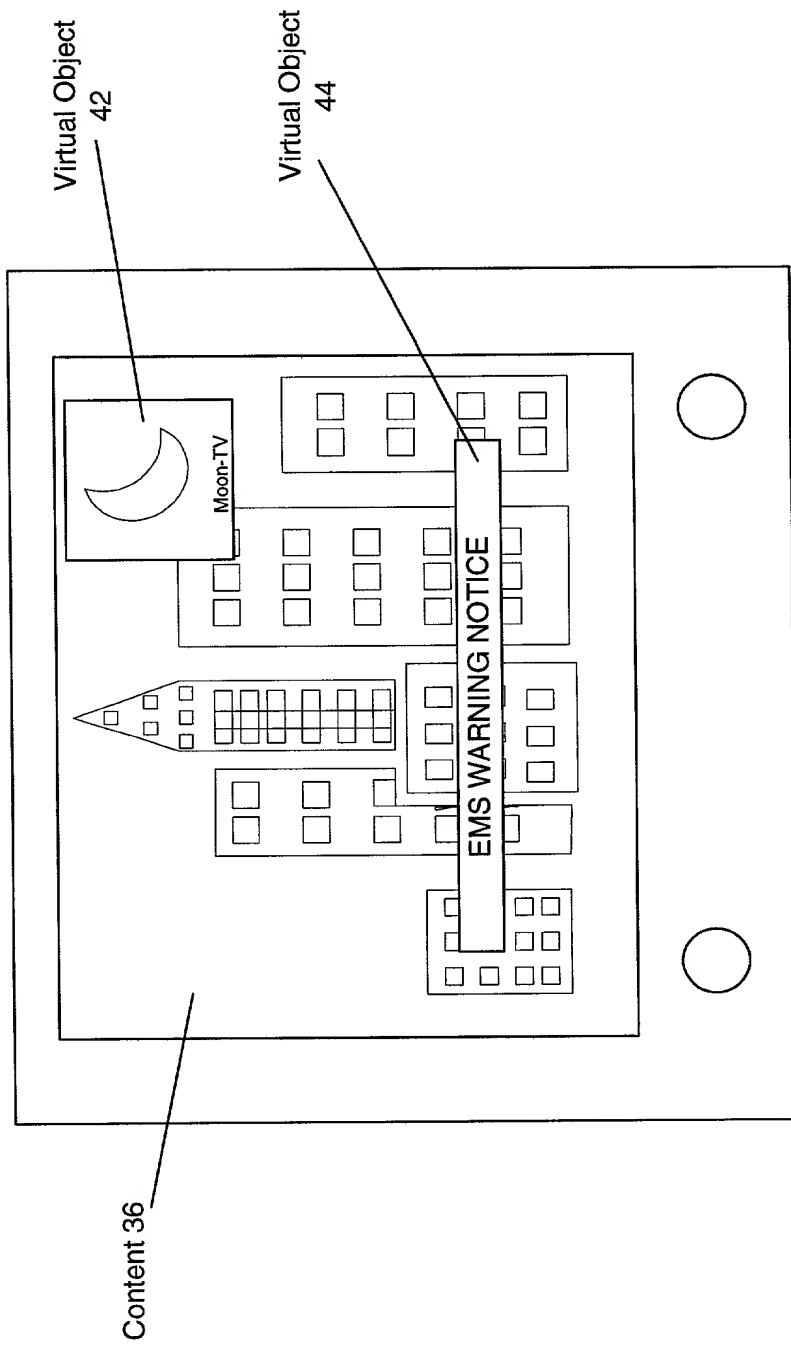 Virtual Object
42
Virtual Object
44
Content 36
Moon-TV
EMS WARNING NOTICE